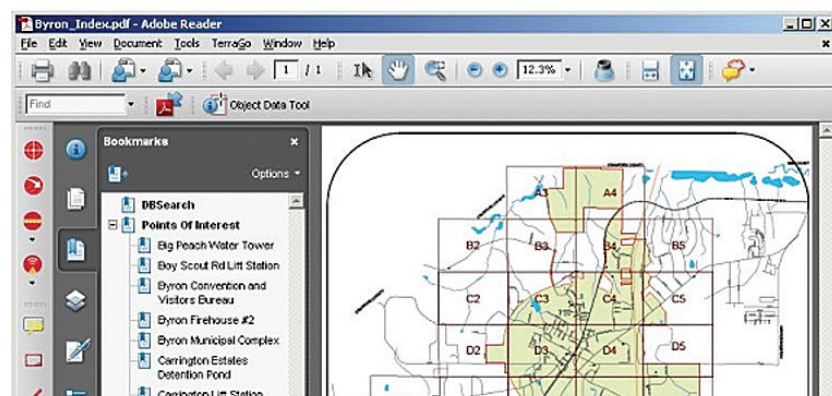 Byron_Index.pdf - Adobe Reader
File Edit View Document Tools TerraGo Window Help
1 / 1 12.3%
Find Object Data Tool
Bookmarks
Options
DBSearch
Points Of Interest
Big Peach Water Tower
Boy Scout Rd Lift Station
Byron Convention and
Visitors Bureau
Byron Firehouse #2
Byron Municipal Complex
Carrington Estates
Detention Pond
Carrington Lift Station
A3 A4
B2 B3 B4 B5
C2 C3 C4 C5
D2 D3 D4 D5